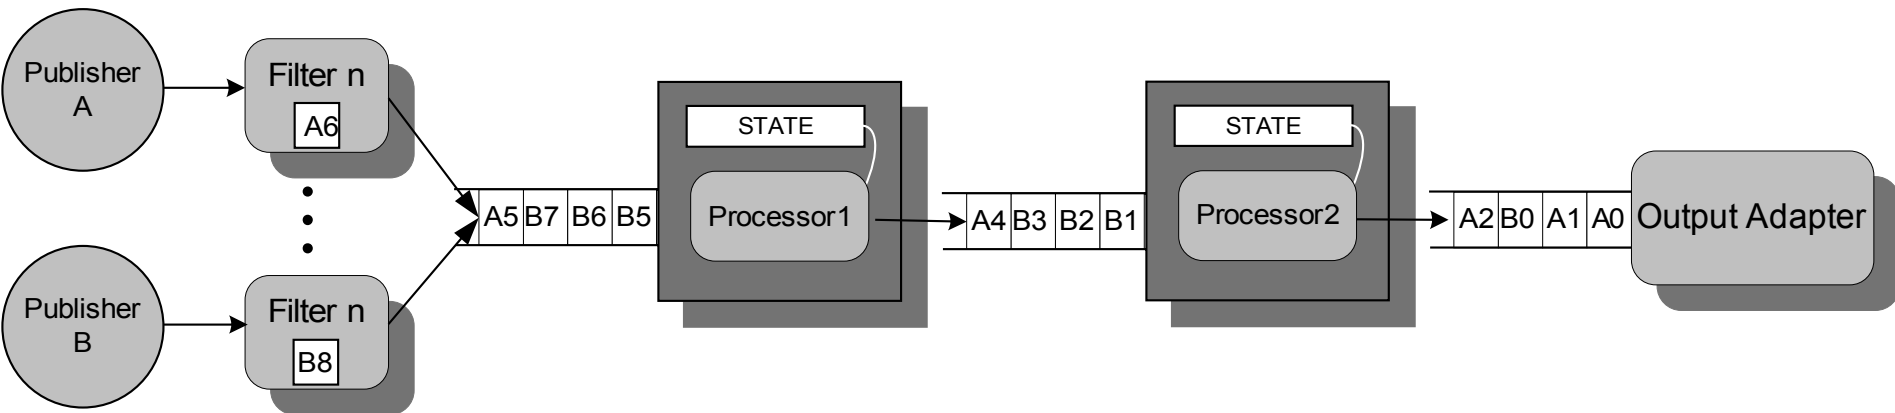 Publisher
A
Filter n
A6
Publisher
B
Filter n
B8
A5 B7 B6 B5
STATE
Processor1
A4 B3 B2 B1
STATE
Processor2
A2 B0 A1 A0
Output Adapter